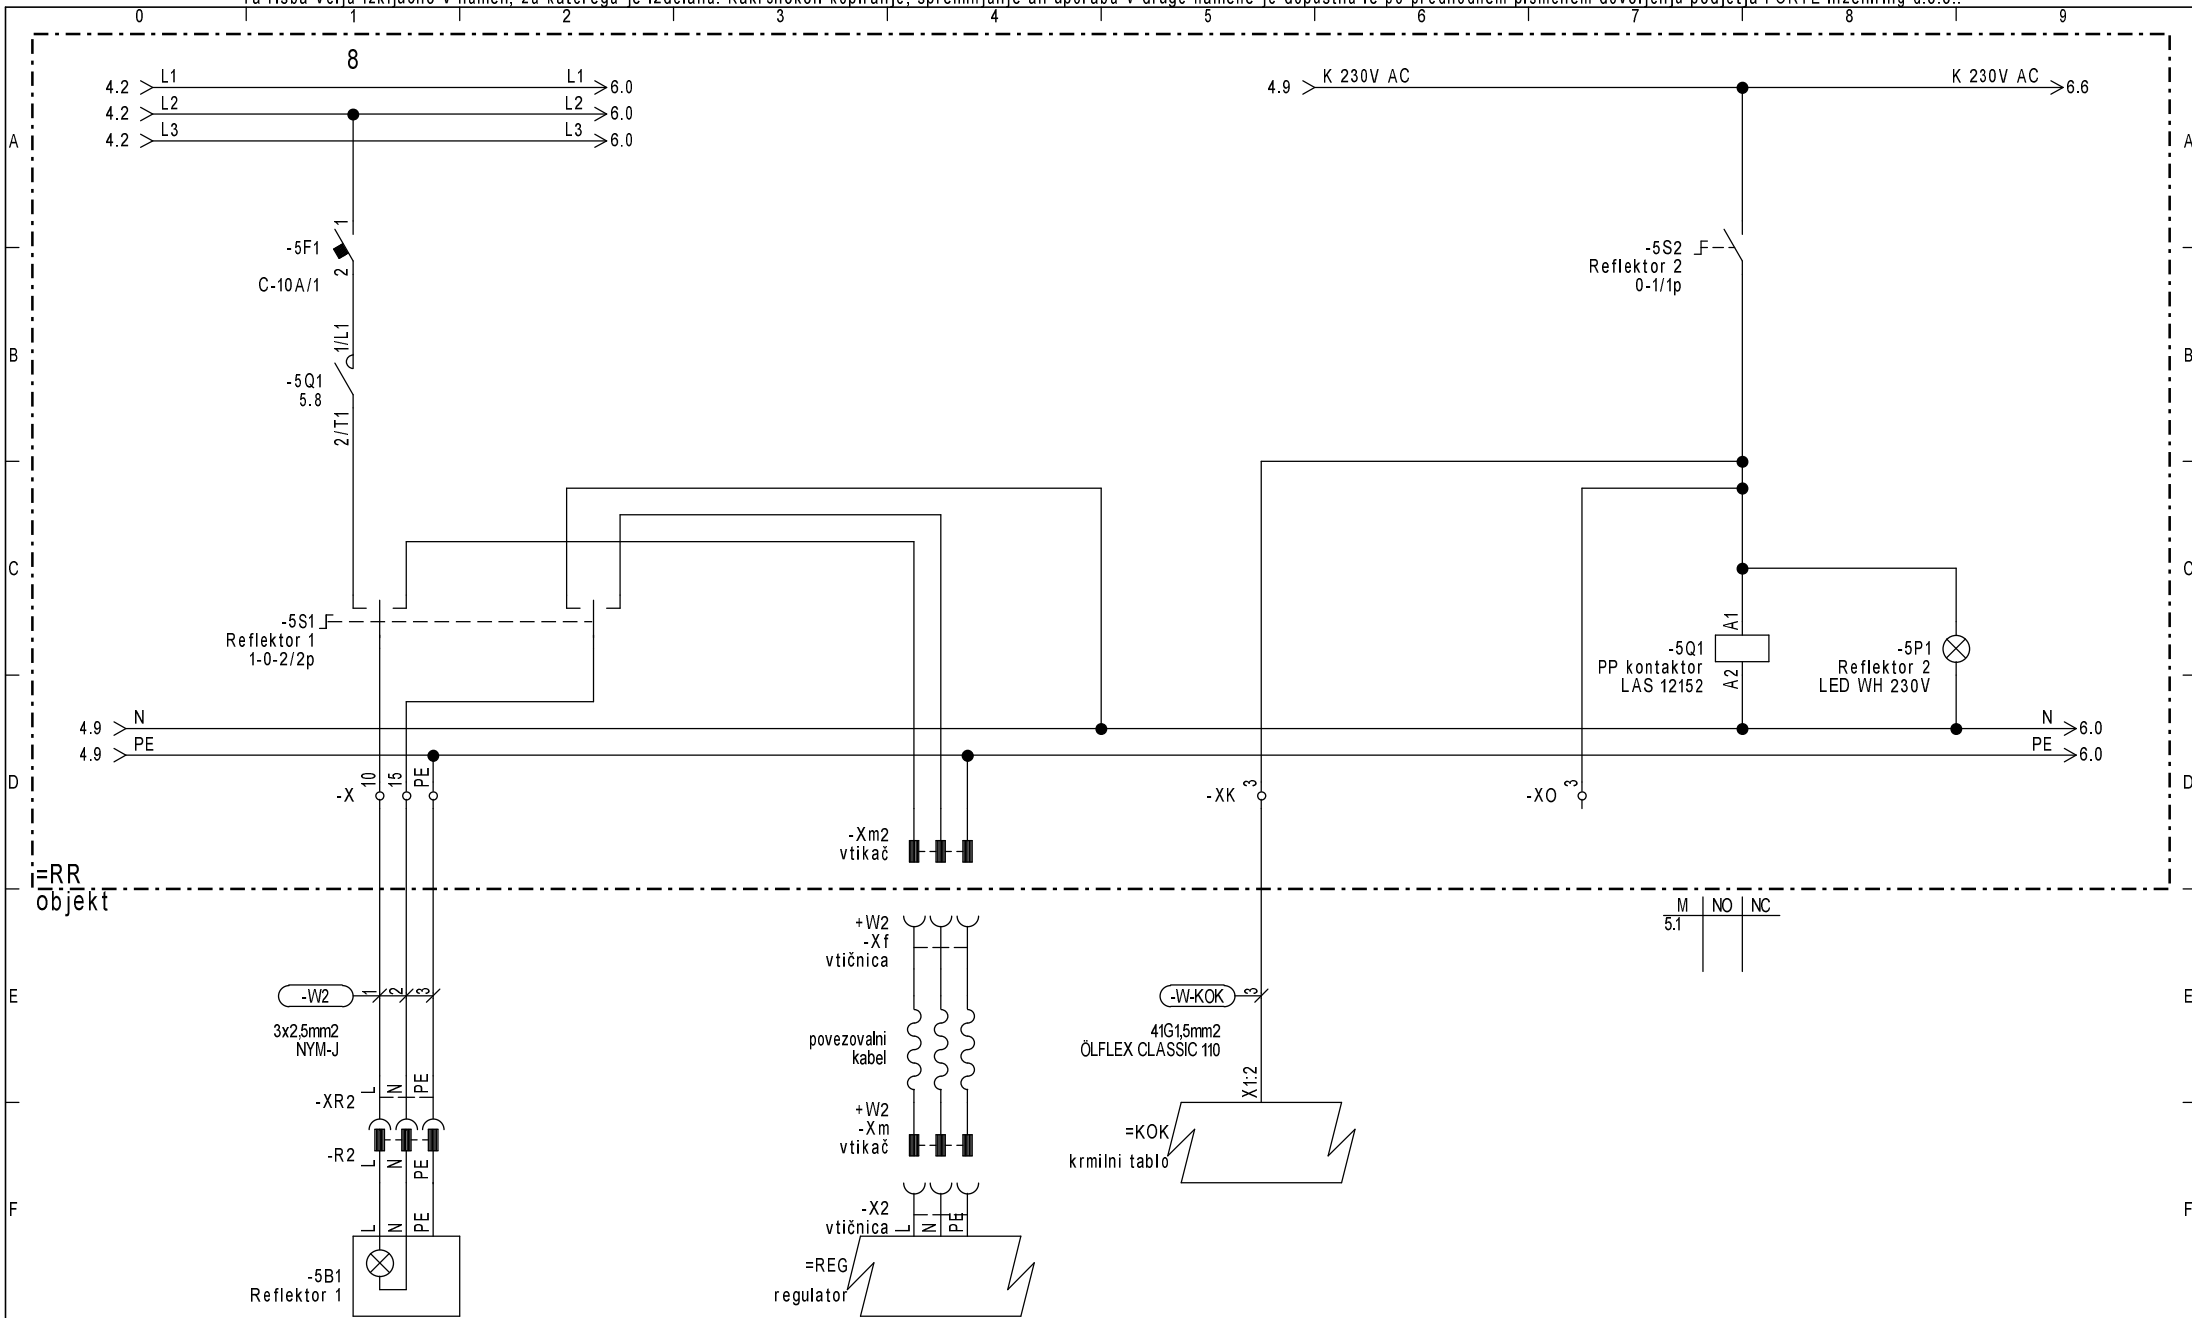 0 1 2 3 4 5 6 7 8 9
8
4.2 L1 L1 6.0
4.2 L2 L2 6.0
4.2 L3 L3 6.0
4.9 K 230V AC K 230V AC 6.6
A A
1
-5F1
2
C-10A/1
-5S2
Reflektor 2
0-1/1p
B B
1/L1
-5Q1
5.8
2/T1
C C
-5S1
Reflektor 1
1-0-2/2p
A1
-5Q1
PP kontaktor
LAS 12152
A2
-5P1
Reflektor 2
LED WH 230V
4.9 N N 6.0
4.9 PE PE 6.0
D D
-X 10 15 PE
-XK 3
-XO 3
-Xm2
vtikač
=RR
objekt
+W2
-Xf
vtičnica
M NO NC
5.1
E E
-W2 1 2 3
3x2,5mm2
NYM-J
povezovalni
kabel
-W-KOK 3
41G1,5mm2
ÖLFLEX CLASSIC 110
X1:2
L N PE
-XR2
-R2
L N PE
+W2
-Xm
vtikač
=KOK
krmilni tablo
F F
-X2
vtičnica
L N PE
L N PE
-5B1
Reflektor 1
=REG
regulator